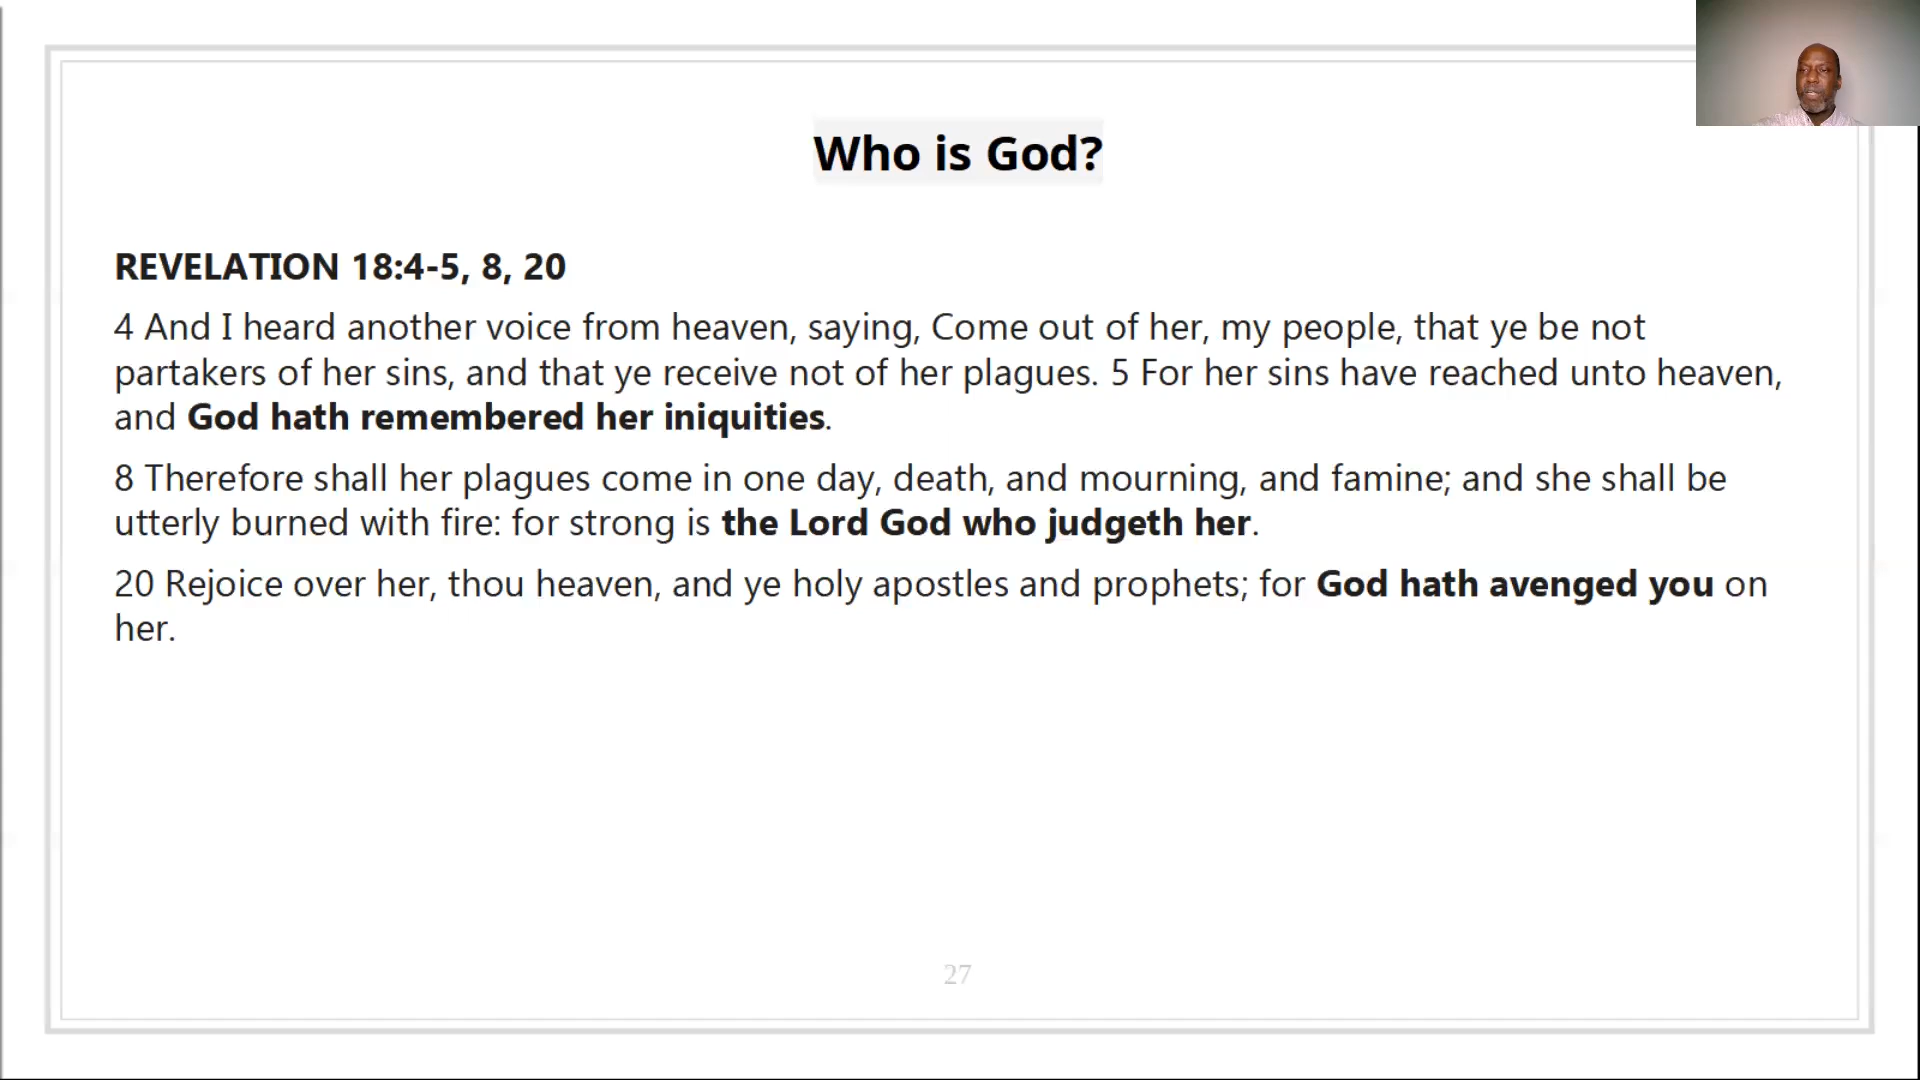 Who is God?
REVELATION 18:4-5, 8, 20
4 And I heard another voice from heaven, saying, Come out of her, my people, that ye be not
partakers of her sins, and that ye receive not of her plagues. 5 For her sins have reached unto heaven,
and God hath remembered her iniquities.
8 Therefore shall her plagues come in one day, death, and mourning, and famine; and she shall be
utterly burned with fire: for strong is the Lord God who judgeth her.
20 Rejoice over her, thou heaven, and ye holy apostles and prophets; for God hath avenged you on
her.
27